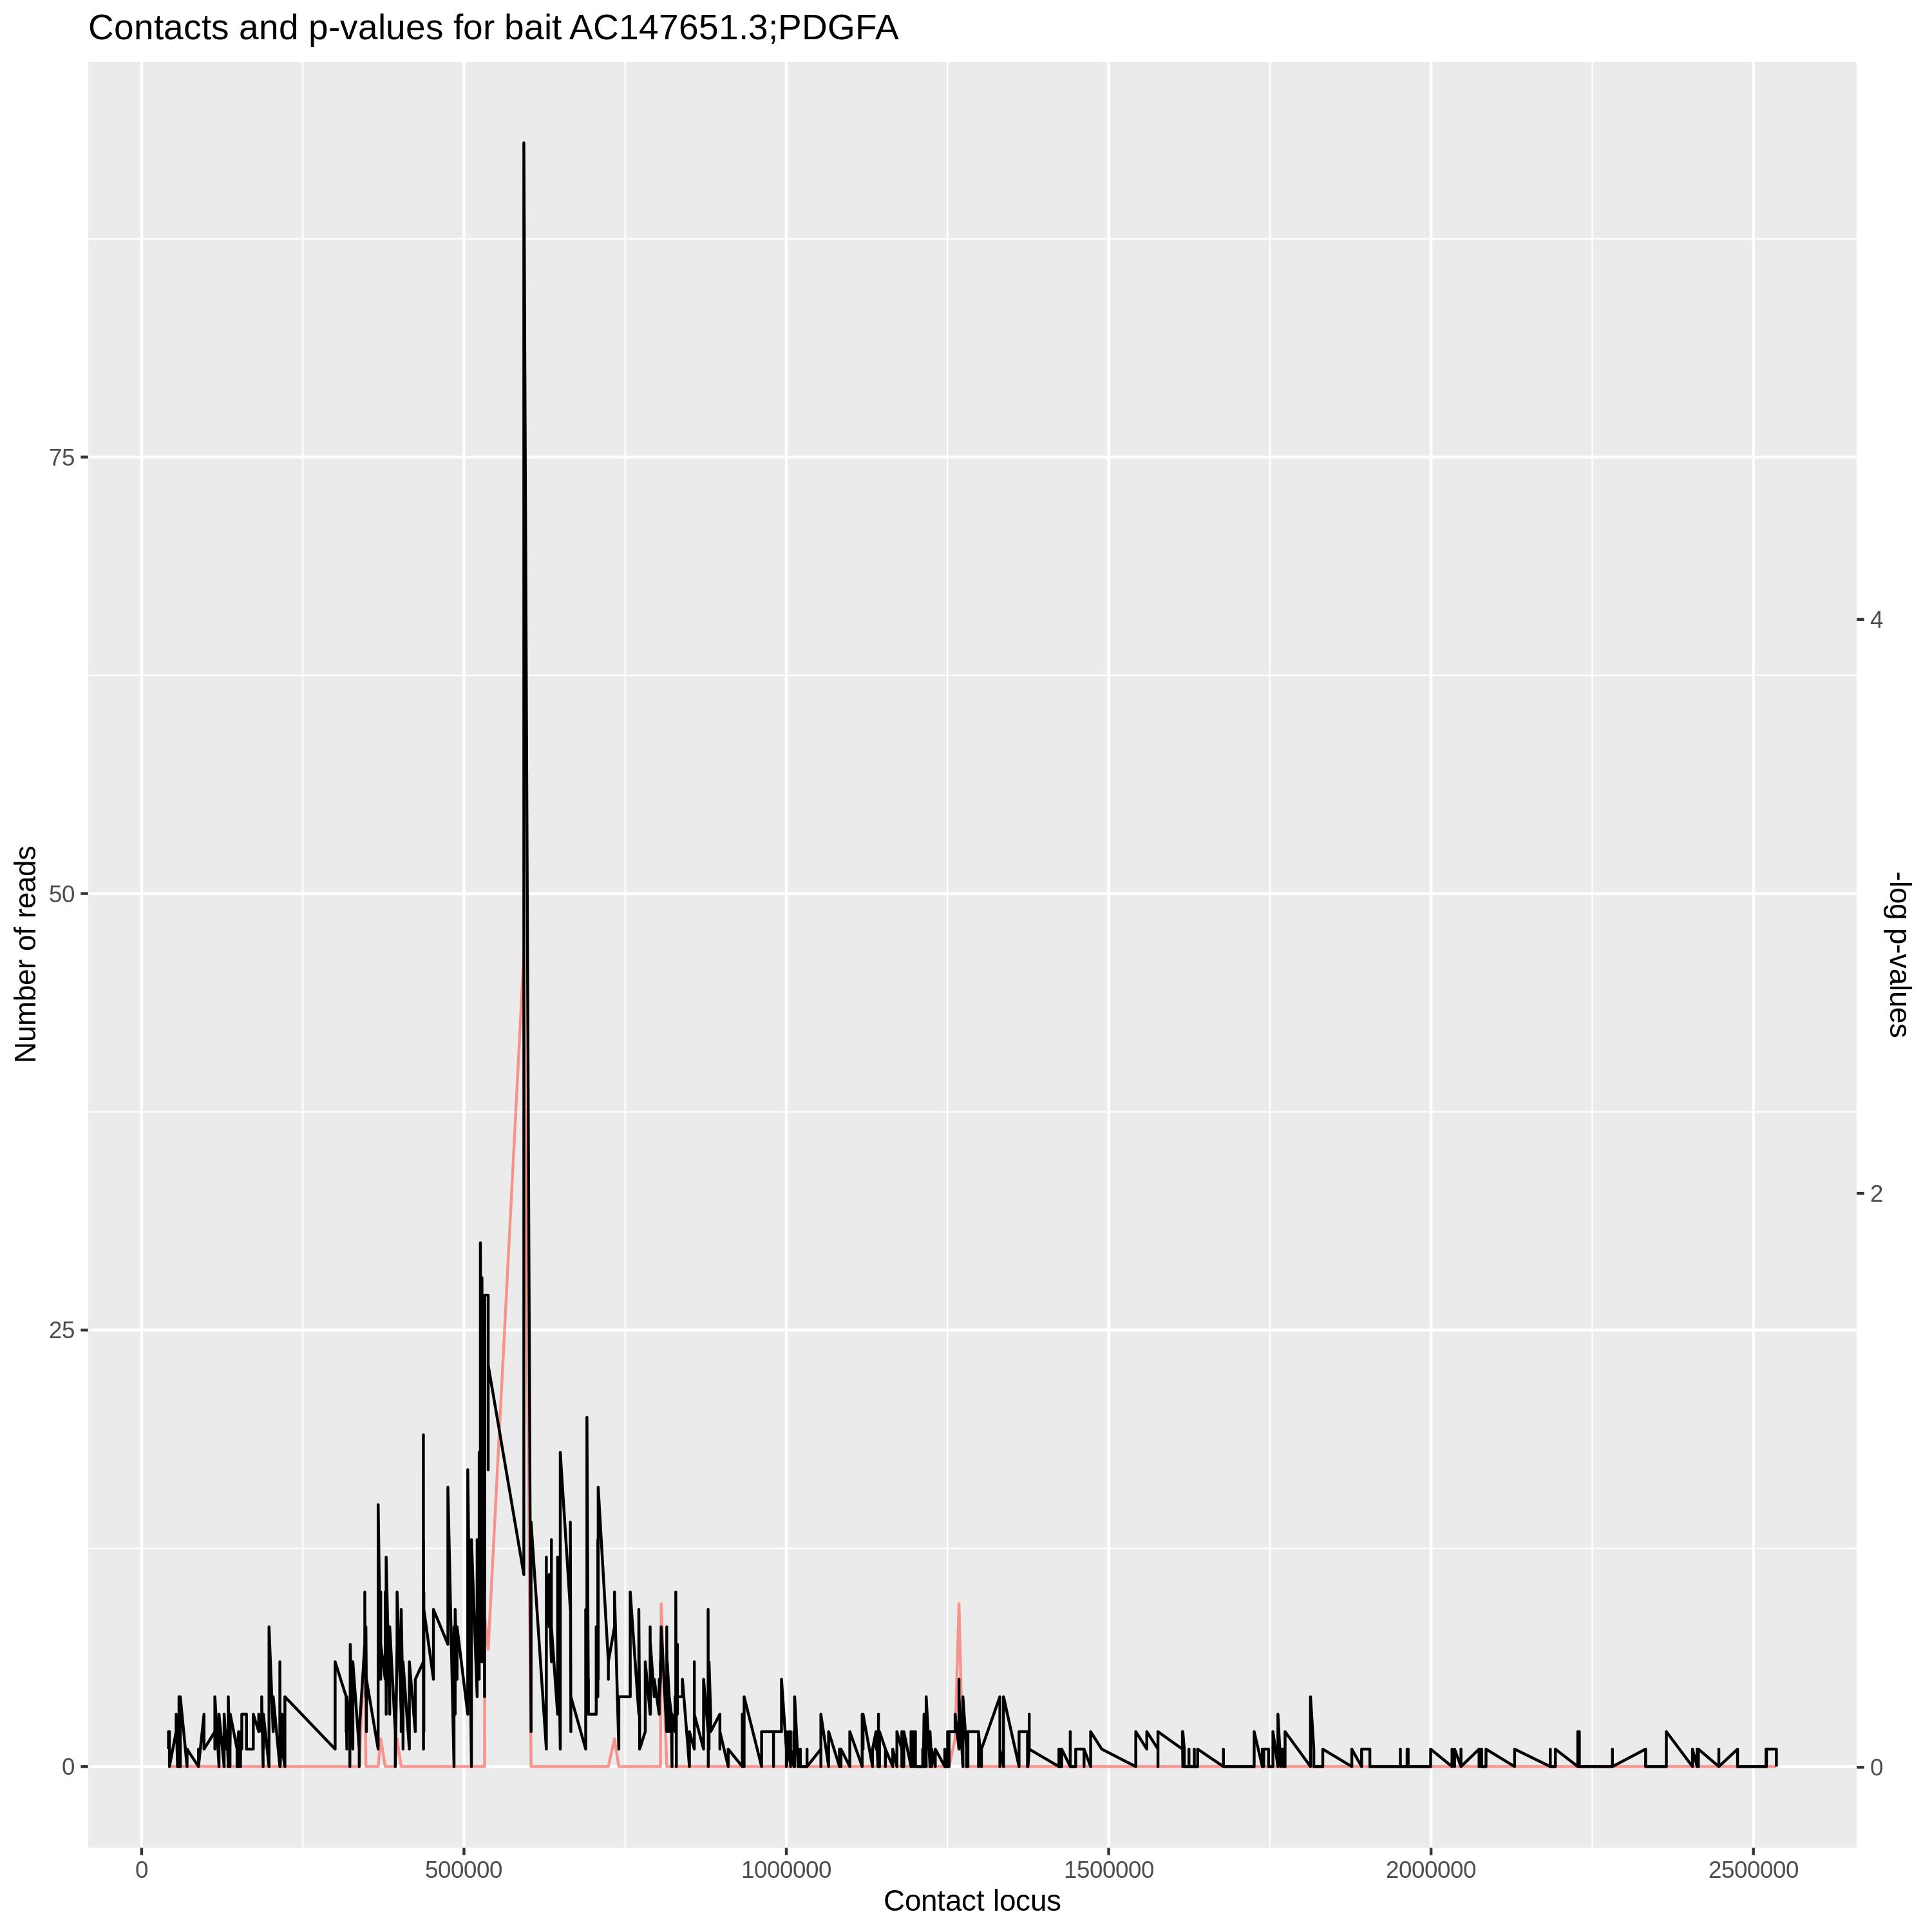 Contacts and p-values for bait AC147651.3;PDGFA
Number of reads
75
50
25
0
4
2
0
-log p-values
0 500000 1000000 1500000 2000000 2500000
Contact locus